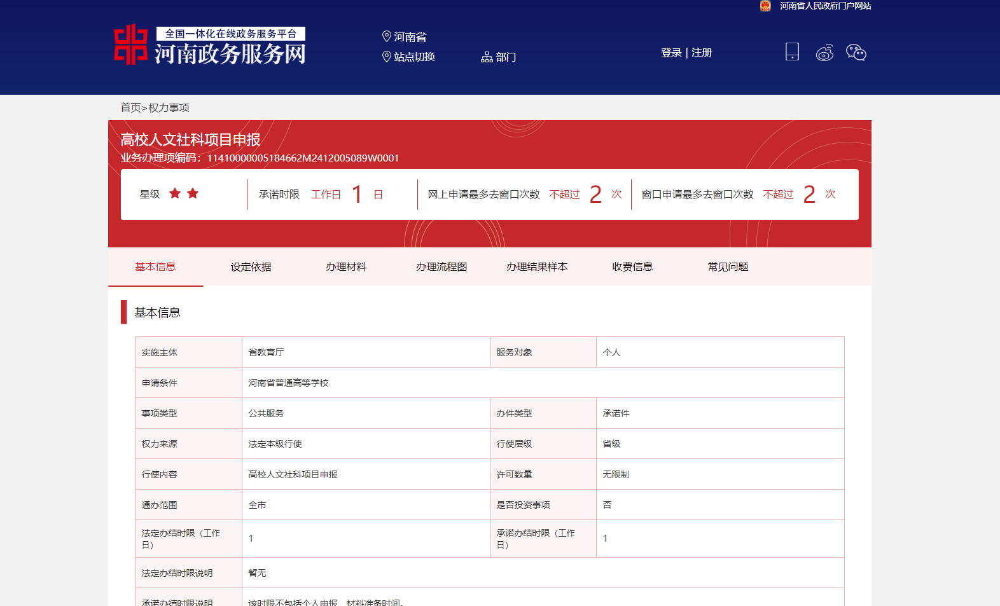 河南省人民政府门户网站
全国一体化在线政务服务平台
河南政务服务网
河南省
站点切换
部门
登录 | 注册
首页>权力事项
高校人文社科项目申报
业务办理项编码：11410000005184662M2412005089W0001
星级
承诺时限 工作日 1 日
网上申请最多去窗口次数 不超过 2 次
窗口申请最多去窗口次数 不超过 2 次
基本信息 设定依据 办理材料 办理流程图 办理结果样本 收费信息 常见问题
基本信息
实施主体 省教育厅 服务对象 个人
申请条件 河南省普通高等学校
事项类型 公共服务 办件类型 承诺件
权力来源 法定本级行使 行使层级 省级
行使内容 高校人文社科项目申报 许可数量 无限制
通办范围 全市 是否投资事项 否
法定办结时限（工作
日）
1
承诺办结时限（工作
日）
1
法定办结时限说明 暂无
承诺办结时限说明 该时限不包括个人申报、材料准备时间。